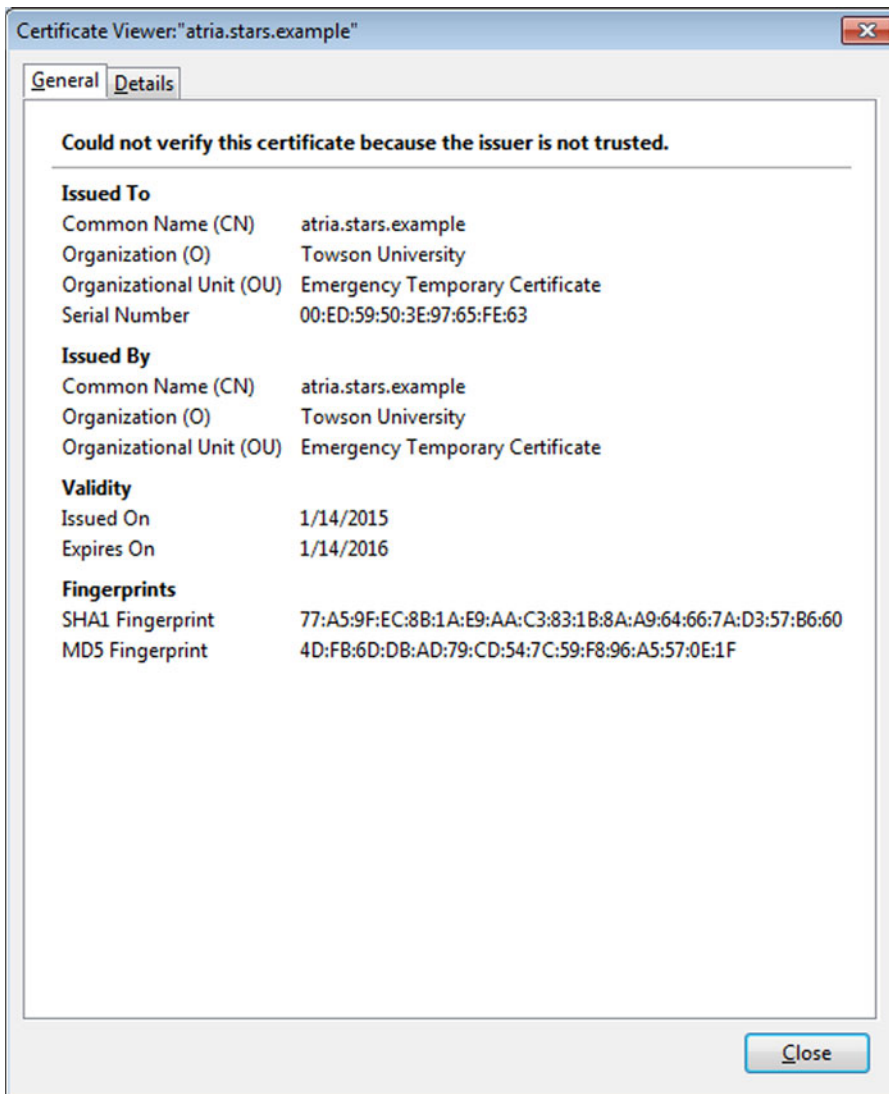 Certificate Viewer:"atria.stars.example"
General Details
Could not verify this certificate because the issuer is not trusted.
Issued To
Common Name (CN) atria.stars.example
Organization (O) Towson University
Organizational Unit (OU) Emergency Temporary Certificate
Serial Number 00:ED:59:50:3E:97:65:FE:63
Issued By
Common Name (CN) atria.stars.example
Organization (O) Towson University
Organizational Unit (OU) Emergency Temporary Certificate
Validity
Issued On 1/14/2015
Expires On 1/14/2016
Fingerprints
SHA1 Fingerprint 77:A5:9F:EC:8B:1A:E9:AA:C3:83:1B:8A:A9:64:66:7A:D3:57:B6:60
MD5 Fingerprint 4D:FB:6D:DB:AD:79:CD:54:7C:59:F8:96:A5:57:0E:1F
Close